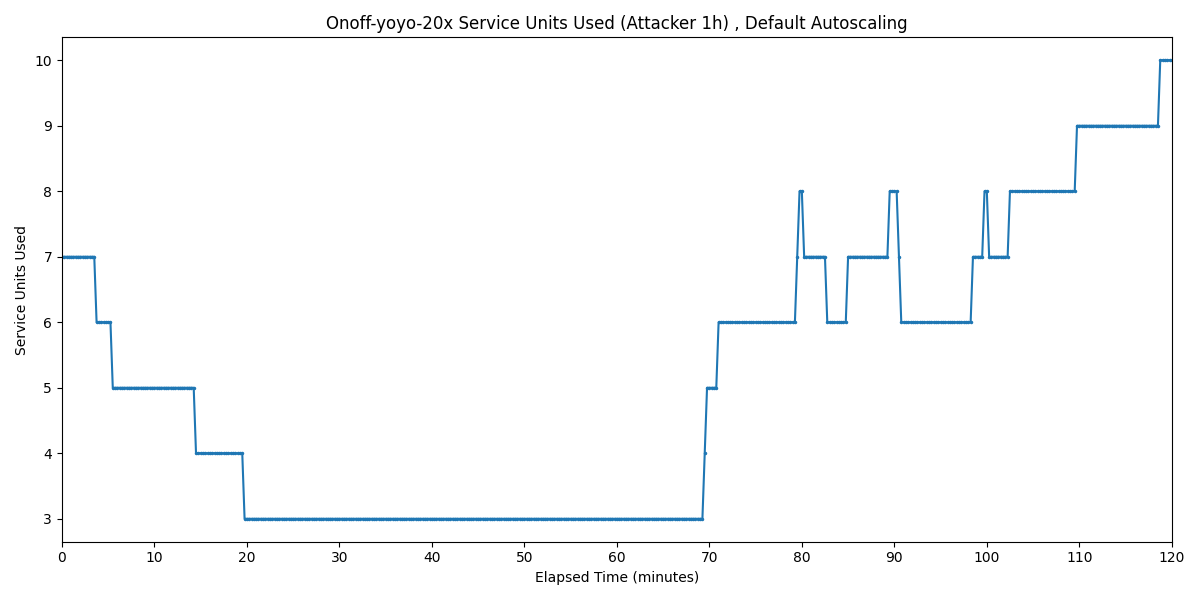 Onoff-yoyo-20x Service Units Used (Attacker 1h) , Default Autoscaling
Service Units Used
10
9
8
7
6
5
4
3
0 10 20 30 40 50 60 70 80 90 100 110 120
Elapsed Time (minutes)